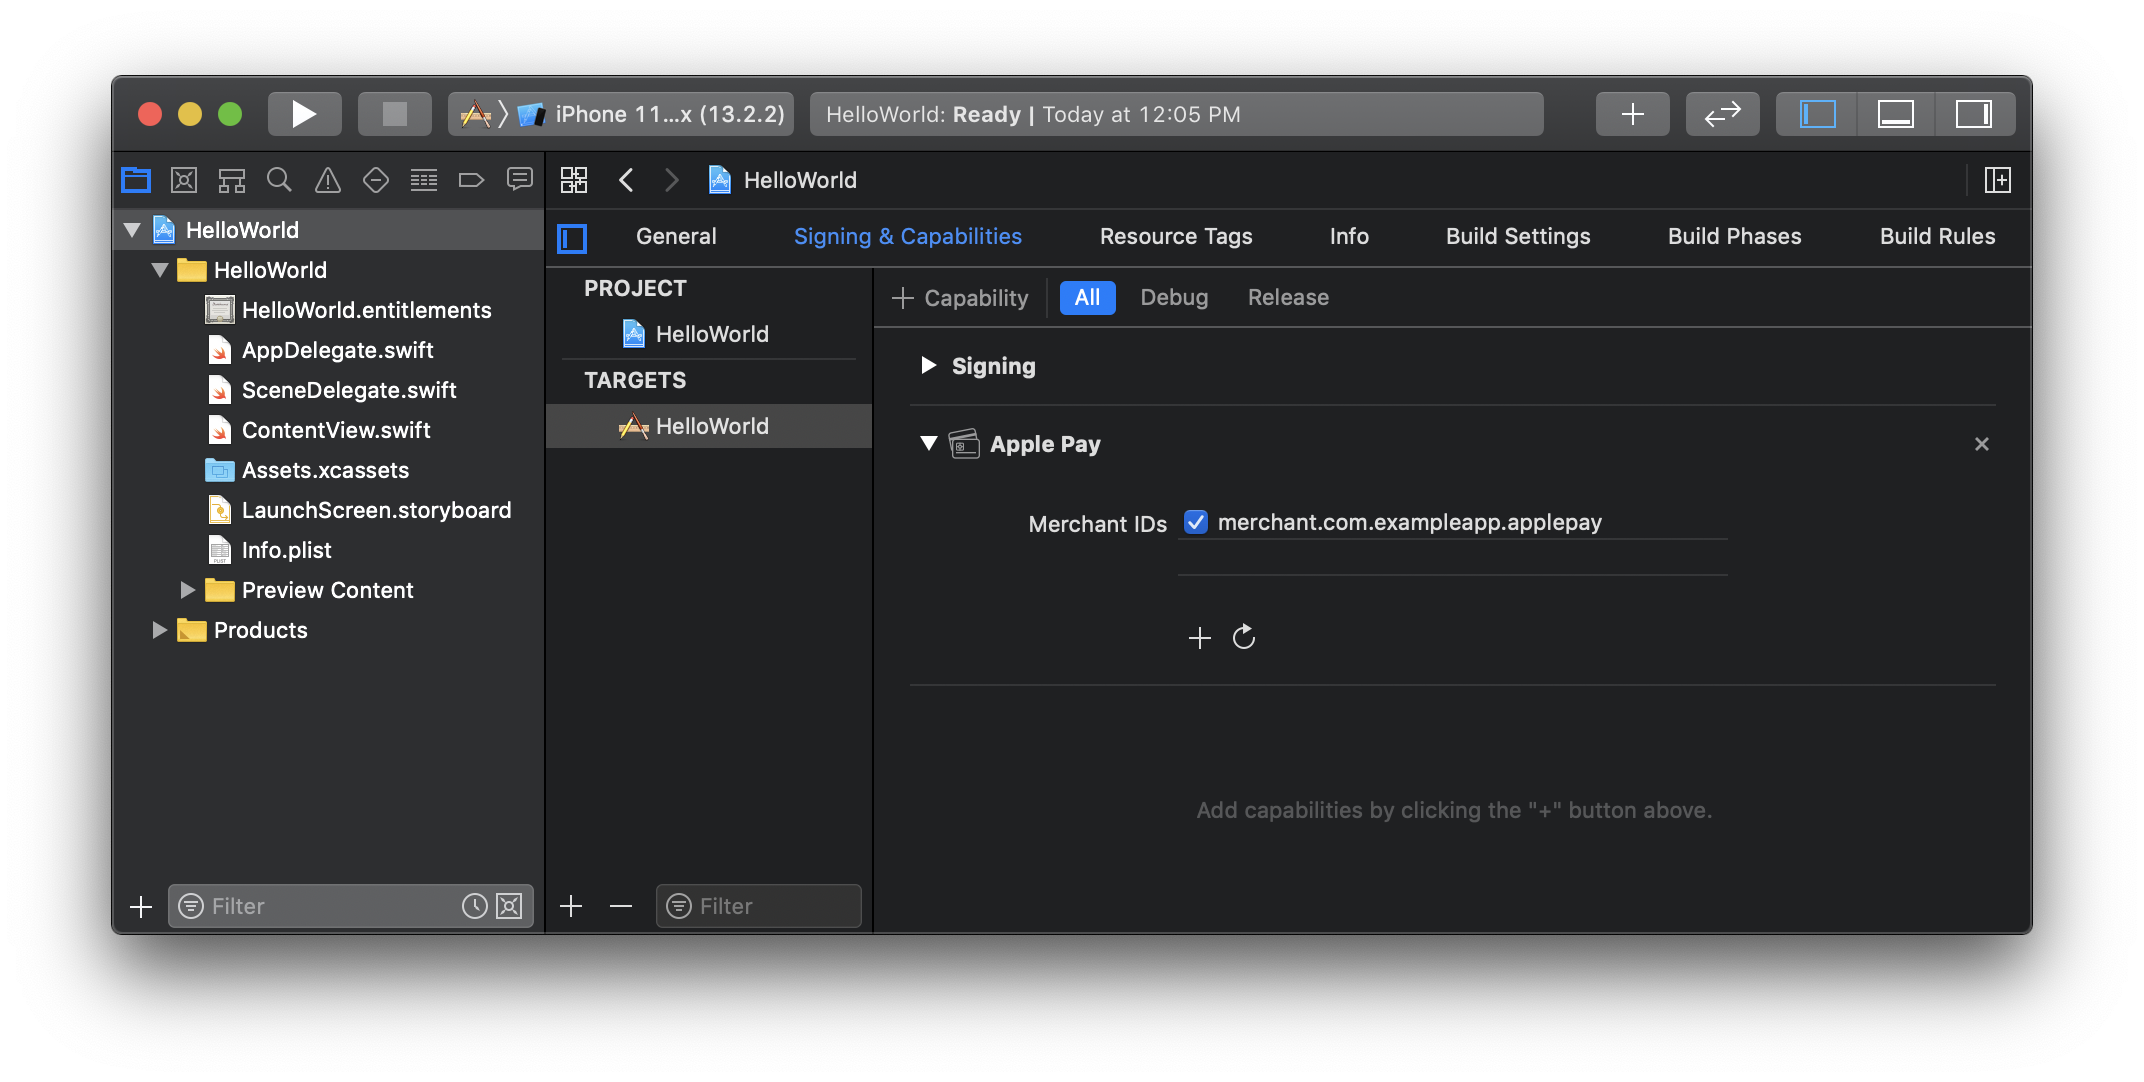 iPhone 11...x (13.2.2)
HelloWorld: Ready | Today at 12:05 PM
HelloWorld
General Signing & Capabilities Resource Tags Info Build Settings Build Phases Build Rules
HelloWorld
HelloWorld
HelloWorld.entitlements
AppDelegate.swift
SceneDelegate.swift
ContentView.swift
Assets.xcassets
LaunchScreen.storyboard
Info.plist
Preview Content
Products
Filter
PROJECT
HelloWorld
TARGETS
HelloWorld
Filter
+ Capability All Debug Release
Signing
Apple Pay
Merchant IDs merchant.com.exampleapp.applepay
Add capabilities by clicking the "+" button above.